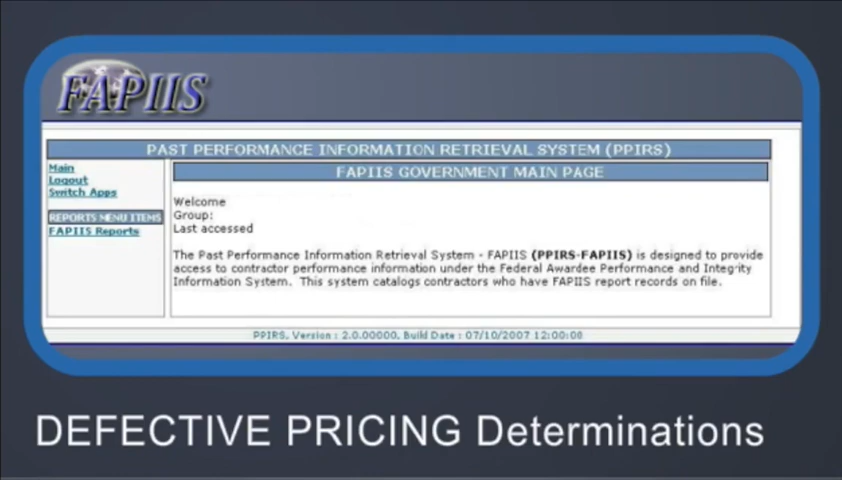 FAPIIS
PAST PERFORMANCE INFORMATION RETRIEVAL SYSTEM (PPIRS)
Main
Logout
Switch Apps
REPORTS MENU ITEMS
FAPIIS Reports
FAPIIS GOVERNMENT MAIN PAGE
Welcome
Group:
Last accessed
The Past Performance Information Retrieval System - FAPIIS (PPIRS-FAPIIS) is designed to provide
access to contractor performance information under the Federal Awardee Performance and Integrity
Information System. This system catalogs contractors who have FAPIIS report records on file.
PPIRS, Version : 2.0.00000, Build Date : 07/10/2007 12:00:00
DEFECTIVE PRICING Determinations